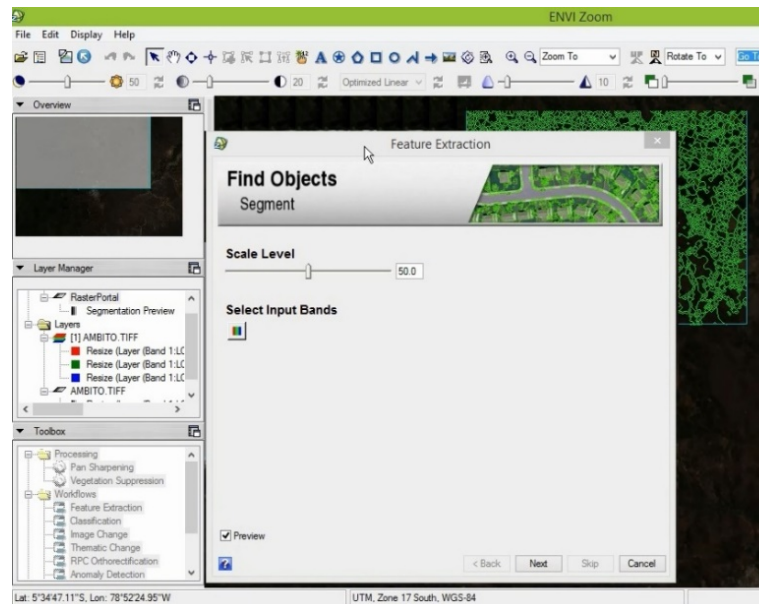 ENVI Zoom
File Edit Display Help
Zoom To
Rotate To
Go To
50
20
Optimized Linear
10
Overview
Layer Manager
RasterPortal
Segmentation Preview
Layers
[1] AMBITO.TIFF
Resize (Layer (Band 1:LC
Resize (Layer (Band 1:LC
Resize (Layer (Band 1:LC
AMBITO.TIFF
Toolbox
Processing
Pan Sharpening
Vegetation Suppression
Workflows
Feature Extraction
Classification
Image Change
Thematic Change
RPC Orthorectification
Anomaly Detection
Feature Extraction
Find Objects
Segment
Scale Level
50.0
Select Input Bands
Preview
< Back Next Skip Cancel
Lat: 5°34'47.11"S, Lon: 78°52'24.95"W
UTM, Zone 17 South, WGS-84